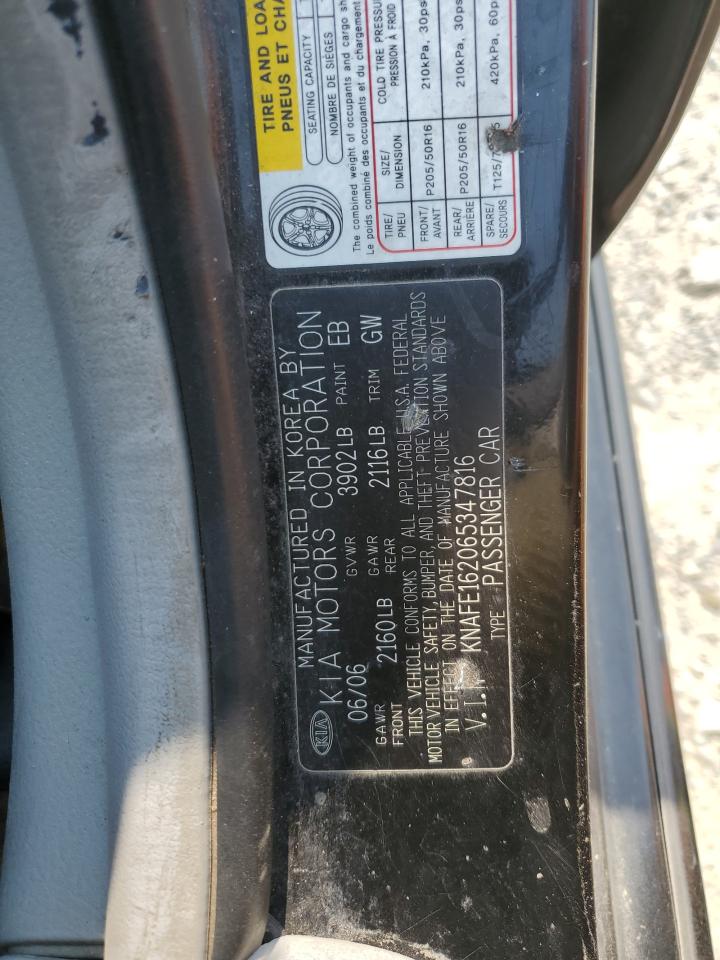 TIRE AND LOA
PNEUS ET CHA
SEATING CAPACITY
NOMBRE DE SIÈGES
The combined weight of occupants and cargo sh
Le poids combiné des occupants et du chargement
TIRE/
PNEU
SIZE/
DIMENSION
COLD TIRE PRESSU
PRESSION À FROID
FRONT/
AVANT
P205/50R16
210kPa, 30ps
REAR/
ARRIÈRE
P205/50R16
210kPa, 30ps
SPARE/
SECOURS
420kPa, 60p
MANUFACTURED IN KOREA BY
KIA KIA MOTORS CORPORATION
06/06 GVWR 3902LB PAINT EB
GAWR
FRONT 2160LB GAWR
REAR 2116LB TRIM GW
THIS VEHICLE CONFORMS TO ALL APPLICABLE U.S.A. FEDERAL
MOTOR VEHICLE SAFETY, BUMPER, AND THEFT PREVENTION STANDARDS
IN EFFECT ON THE DATE OF MANUFACTURE SHOWN ABOVE
V.I.N KNAFE162065347816
TYPE PASSENGER CAR